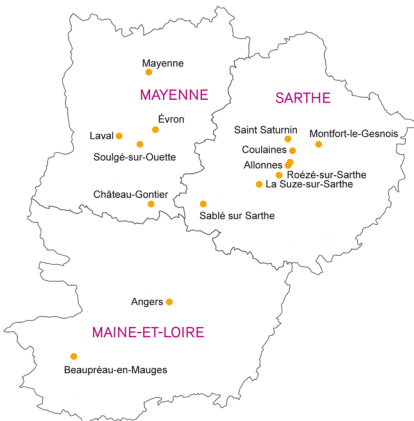 Mayenne
MAYENNE
SARTHE
Évron
Laval
Soulgé-sur-Ouette
Saint Saturnin
Montfort-le-Gesnois
Coulaines
Allonnes
Roézé-sur-Sarthe
La Suze-sur-Sarthe
Château-Gontier
Sablé sur Sarthe
Angers
MAINE-ET-LOIRE
Beaupréau-en-Mauges